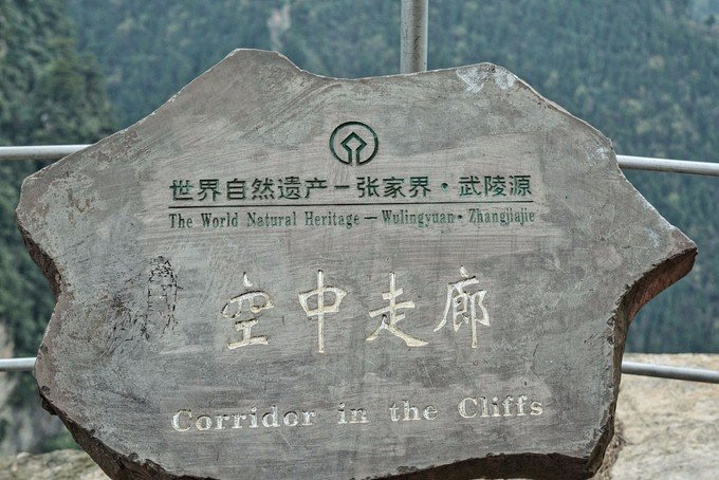 世界自然遗产－张家界·武陵源
The World Natural Heritage — Wulingyuan · Zhangjiajie
空中走廊
Corridor in the Cliffs